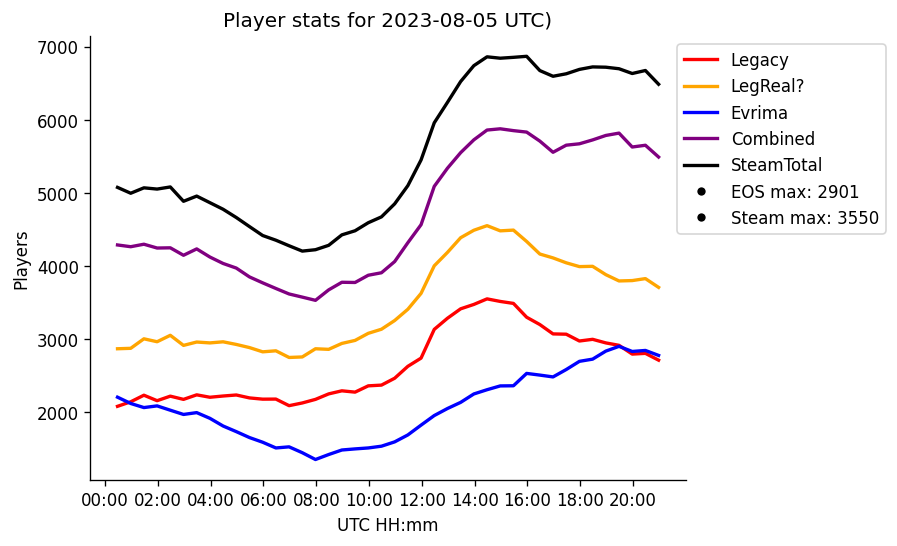 Player stats for 2023-08-05 UTC)
7000
6000
5000
4000
3000
2000
Players
00:00 02:00 04:00 06:00 08:00 10:00 12:00 14:00 16:00 18:00 20:00
UTC HH:mm
Legacy
LegReal?
Evrima
Combined
SteamTotal
EOS max: 2901
Steam max: 3550